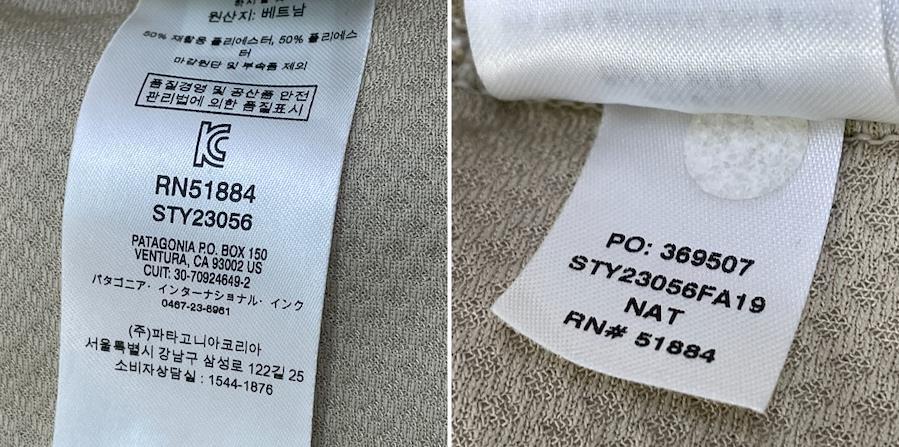 원산지: 베트남
50% 재활용 폴리에스터, 50% 폴리에스
터
마감원단 및 부속품 제외
품질경영 및 공산품 안전
관리법에 의한 품질표시
RN51884
STY23056
PATAGONIA P.O. BOX 150
VENTURA, CA 93002 US
CUIT: 30-70924649-2
パタゴニア・インターナショナル・インク
0467-23-8961
(주)파타고니아코리아
서울특별시 강남구 삼성로 122길 25
소비자상담실 : 1544-1876
PO: 369507
STY23056FA19
NAT
RN# 51884